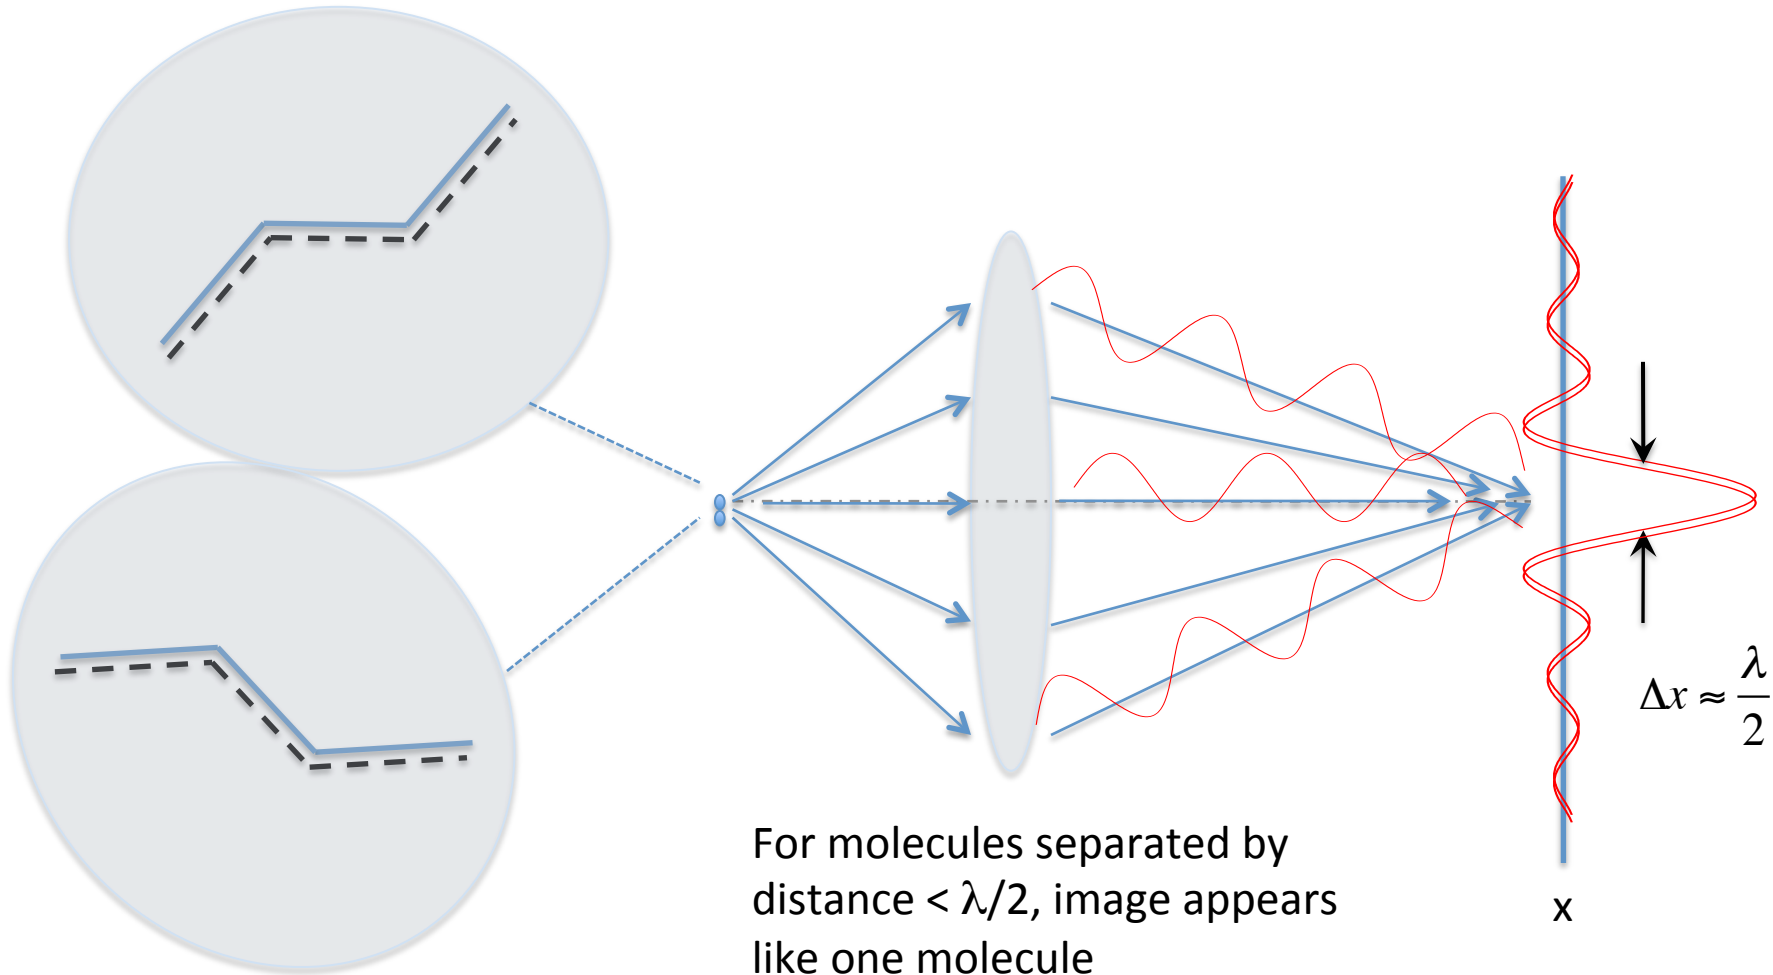 Δx ≈ λ/2
For molecules separated by
distance < λ/2, image appears
like one molecule
x